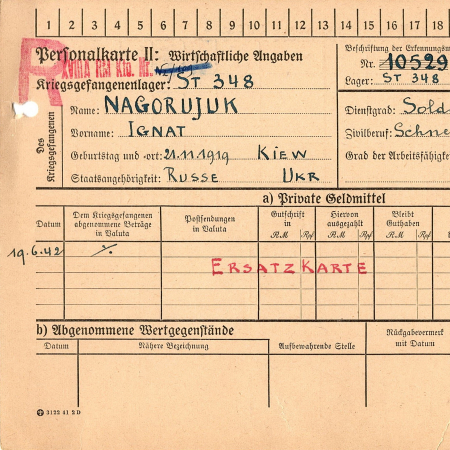 1 2 3 4 5 6 7 8 9 10 11 12 13 14 15 16 17 18
Personalkarte II: Wirtschaftliche Angaben
Beschriftung der Erkennungsm
R
Nr. 10529
Kriegsgefangenenlager: ST 348
Lager: ST 348
Des Kriegsgefangenen
Name: NAGORUJUK
Dienstgrad: Sold
Vorname: IGNAT
Zivilberuf: Schne
Geburtstag und -ort: 21.11.1919 KIEW
Grad der Arbeitsfähigke
Staatsangehörigkeit: RUSSE UKR
a) Private Geldmittel
Datum
Dem Kriegsgefangenen abgenommene Beträge in Valuta
Postsendungen in Valuta
Gutschrift in RM Rpf
Hiervon ausgezahlt RM Rpf
Bleibt Guthaben RM Rpf
19.6.42 ./.
ERSATZKARTE
b) Abgenommene Wertgegenstände
Datum Nähere Bezeichnung Aufbewahrende Stelle Rückgabevermerk mit Datum
3122 41 2 D